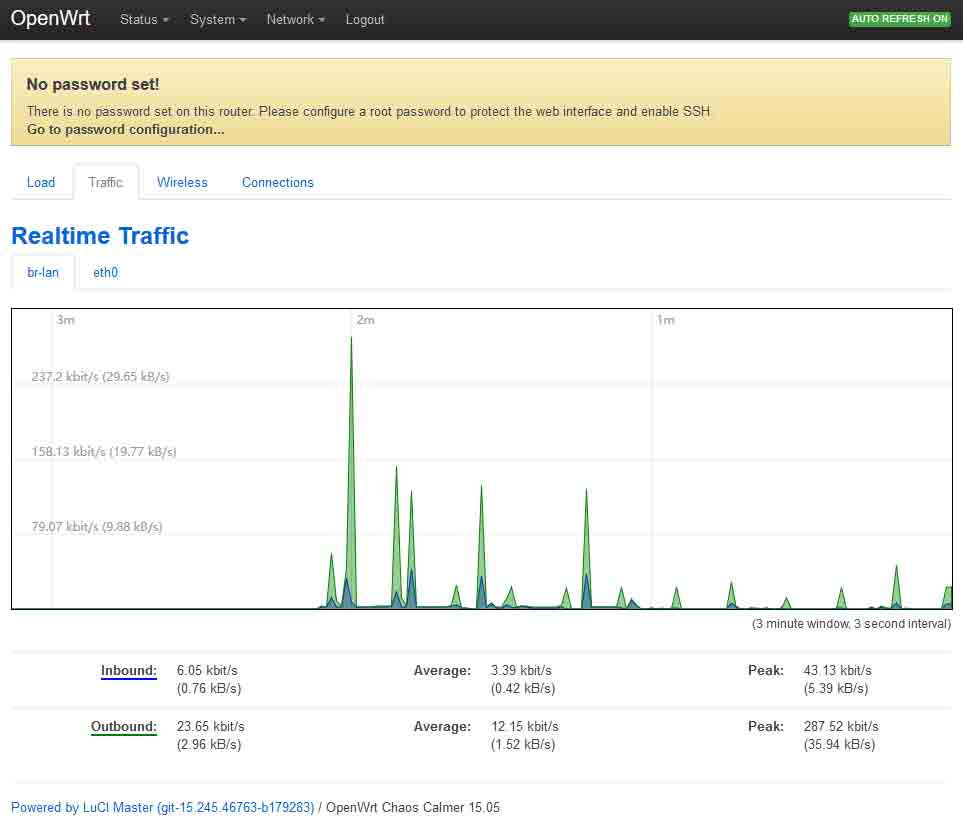 OpenWrt Status System Network Logout AUTO REFRESH ON
No password set!
There is no password set on this router. Please configure a root password to protect the web interface and enable SSH.
Go to password configuration...
Load Traffic Wireless Connections
Realtime Traffic
br-lan eth0
3m 2m 1m
237.2 kbit/s (29.65 kB/s)
158.13 kbit/s (19.77 kB/s)
79.07 kbit/s (9.88 kB/s)
(3 minute window, 3 second interval)
Inbound: 6.05 kbit/s Average: 3.39 kbit/s Peak: 43.13 kbit/s
(0.76 kB/s) (0.42 kB/s) (5.39 kB/s)
Outbound: 23.65 kbit/s Average: 12.15 kbit/s Peak: 287.52 kbit/s
(2.96 kB/s) (1.52 kB/s) (35.94 kB/s)
Powered by LuCI Master (git-15.245.46763-b179283) / OpenWrt Chaos Calmer 15.05